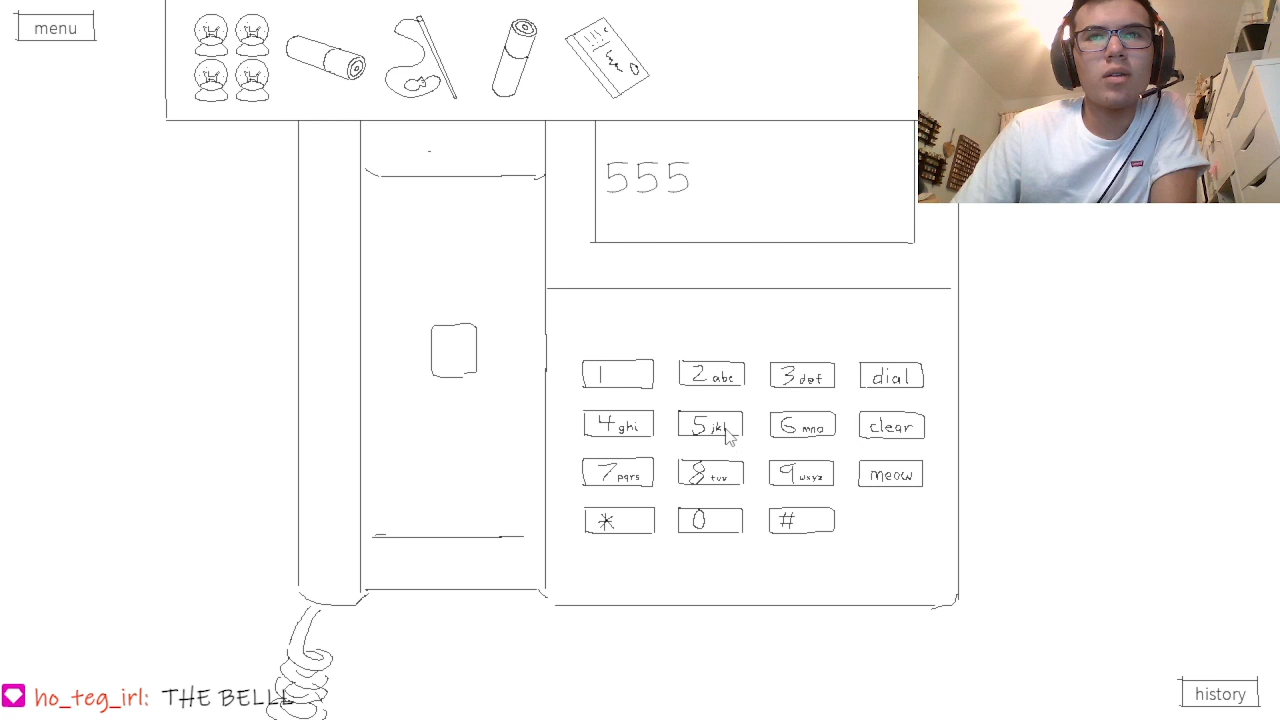 menu
555
1
2 abc
3 def
dial
4 ghi
5 jkl
6 mno
clear
7 pqrs
8 tuv
9 wxyz
meow
*
0
#
ho_teg_irl: THE BELLL
history